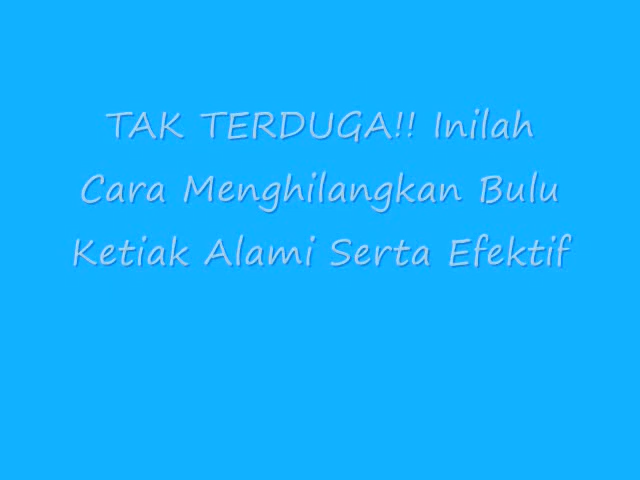 TAK TERDUGA!! Inilah
Cara Menghilangkan Bulu
Ketiak Alami Serta Efektif